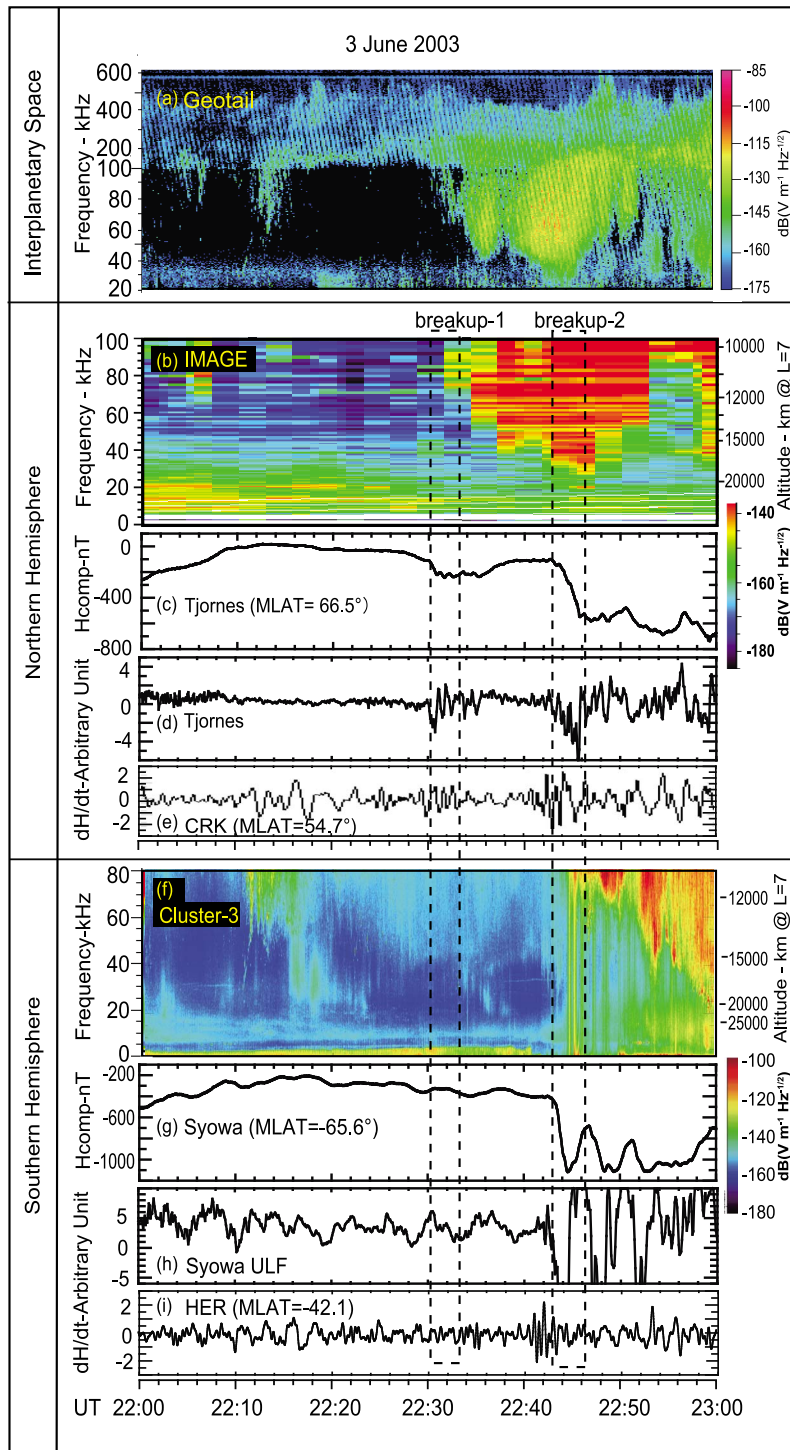 3 June 2003
Interplanetary Space
Frequency - kHz
600
400
200
100
80
60
40
20
(a) Geotail
-85
-100
-115
-130
-145
-160
-175
dB(V m⁻¹ Hz⁻¹/²)
breakup-1
breakup-2
Northern Hemisphere
Frequency - kHz
100
80
60
40
20
0
(b) IMAGE
10000
12000
15000
20000
Altitude - km @ L=7
-140
-160
-180
dB(V m⁻¹ Hz⁻¹/²)
Hcomp-nT
0
-400
-800
(c) Tjornes (MLAT= 66.5°)
dH/dt-Arbitrary Unit
4
0
-4
(d) Tjornes
2
0
-2
(e) CRK (MLAT=54,7°)
Southern Hemisphere
Frequency-kHz
80
60
40
20
0
(f)
Cluster-3
12000
15000
20000
25000
Altitude - km @ L=7
-100
-120
-140
-160
-180
dB(V m⁻¹ Hz⁻¹/²)
Hcomp-nT
-200
-600
-1000
(g) Syowa (MLAT=-65.6°)
dH/dt-Arbitrary Unit
5
0
-5
(h) Syowa ULF
2
0
-2
(i) HER (MLAT=-42.1)
UT 22:00 22:10 22:20 22:30 22:40 22:50 23:00